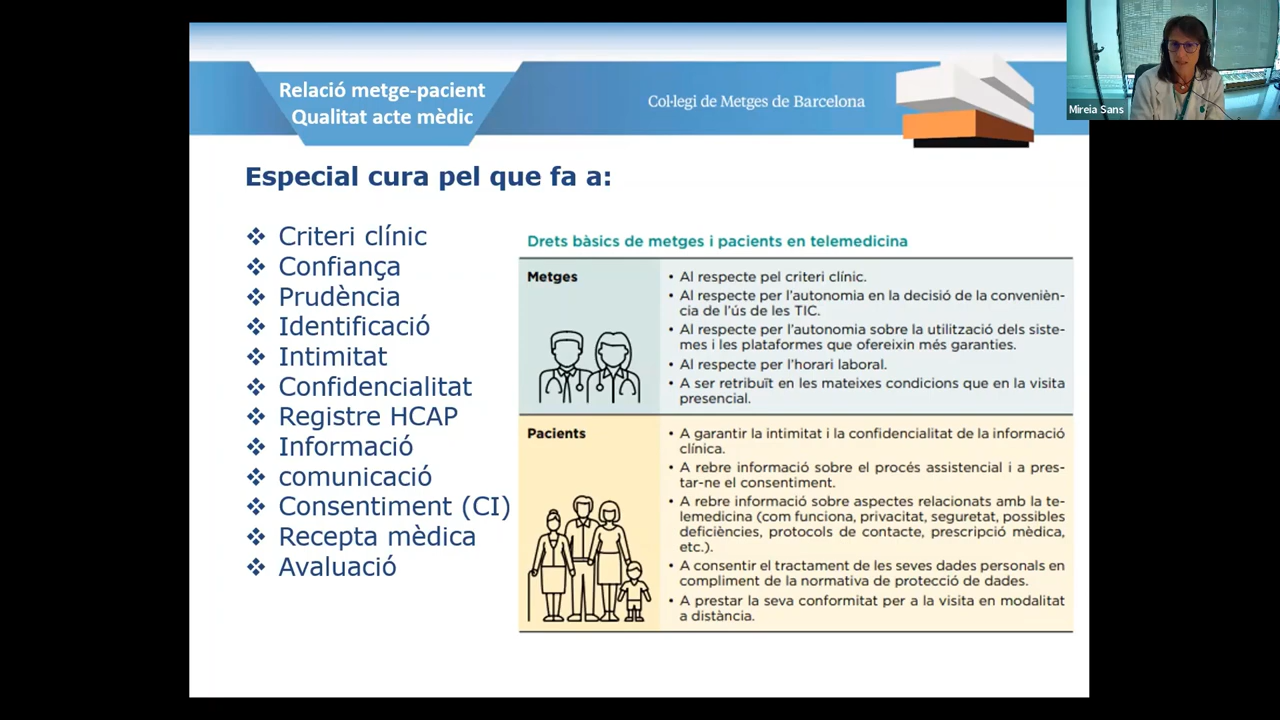 Relació metge-pacient
Qualitat acte mèdic
Col·legi de Metges de Barcelona
Mireia Sans
Especial cura pel que fa a:
❖ Criteri clínic
❖ Confiança
❖ Prudència
❖ Identificació
❖ Intimitat
❖ Confidencialitat
❖ Registre HCAP
❖ Informació
❖ comunicació
❖ Consentiment (CI)
❖ Recepta mèdica
❖ Avaluació
Drets bàsics de metges i pacients en telemedicina
Metges
• Al respecte pel criteri clínic.
• Al respecte per l'autonomia en la decisió de la convenièn-
cia de l'ús de les TIC.
• Al respecte per l'autonomia sobre la utilització dels siste-
mes i les plataformes que ofereixin més garanties.
• Al respecte per l'horari laboral.
• A ser retribuït en les mateixes condicions que en la visita
presencial.
Pacients
• A garantir la intimitat i la confidencialitat de la informació
clínica.
• A rebre informació sobre el procés assistencial i a pres-
tar-ne el consentiment.
• A rebre informació sobre aspectes relacionats amb la te-
lemedicina (com funciona, privacitat, seguretat, possibles
deficiències, protocols de contacte, prescripció mèdica,
etc.).
• A consentir el tractament de les seves dades personals en
compliment de la normativa de protecció de dades.
• A prestar la seva conformitat per a la visita en modalitat
a distància.